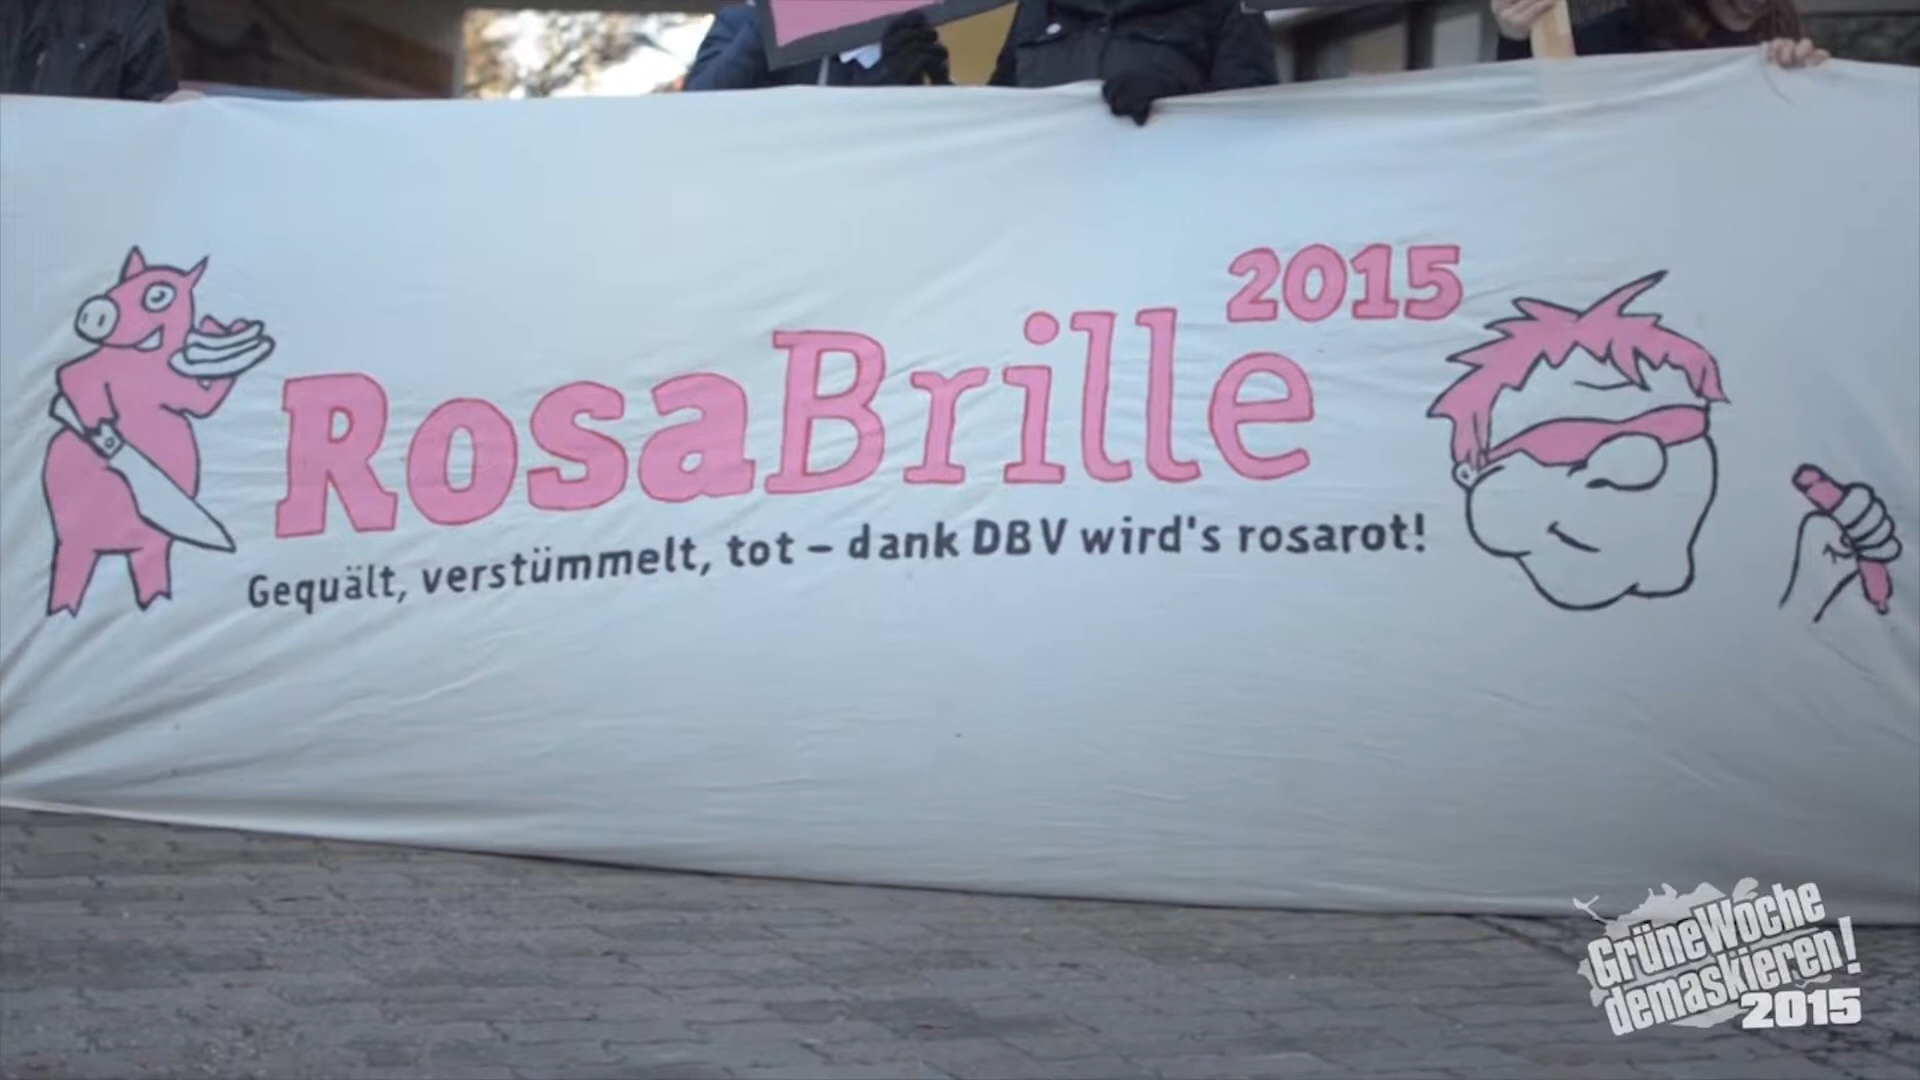 2015
RosaBrille
Gequält, verstümmelt, tot – dank DBV wird's rosarot!
GrüneWoche
demaskieren!
2015